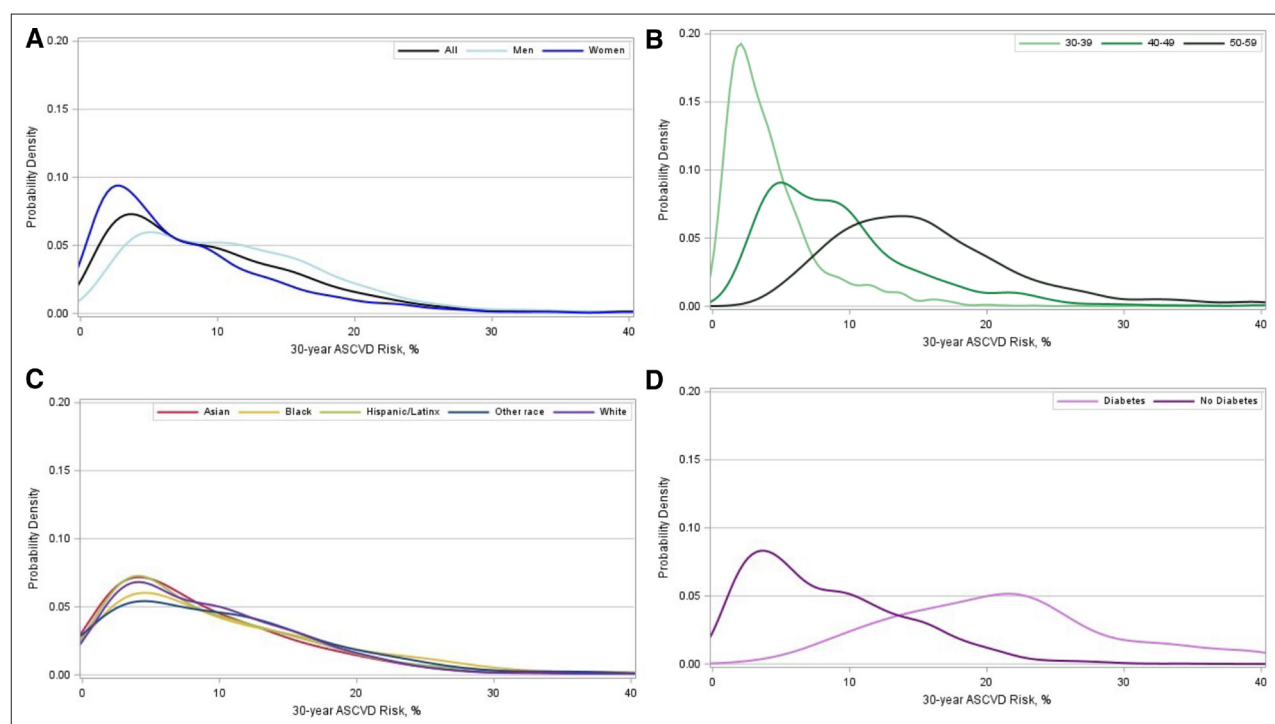 A
All Men Women
0.20
0.15
0.10
0.05
0.00
Probability Density
0 10 20 30 40
30-year ASCVD Risk, %
B
30-39 40-49 50-59
0.20
0.15
0.10
0.05
0.00
Probability Density
0 10 20 30 40
30-year ASCVD Risk, %
C
Asian Black Hispanic/Latinx Other race White
0.20
0.15
0.10
0.05
0.00
Probability Density
0 10 20 30 40
30-year ASCVD Risk, %
D
Diabetes No Diabetes
0.20
0.15
0.10
0.05
0.00
Probability Density
0 10 20 30 40
30-year ASCVD Risk, %